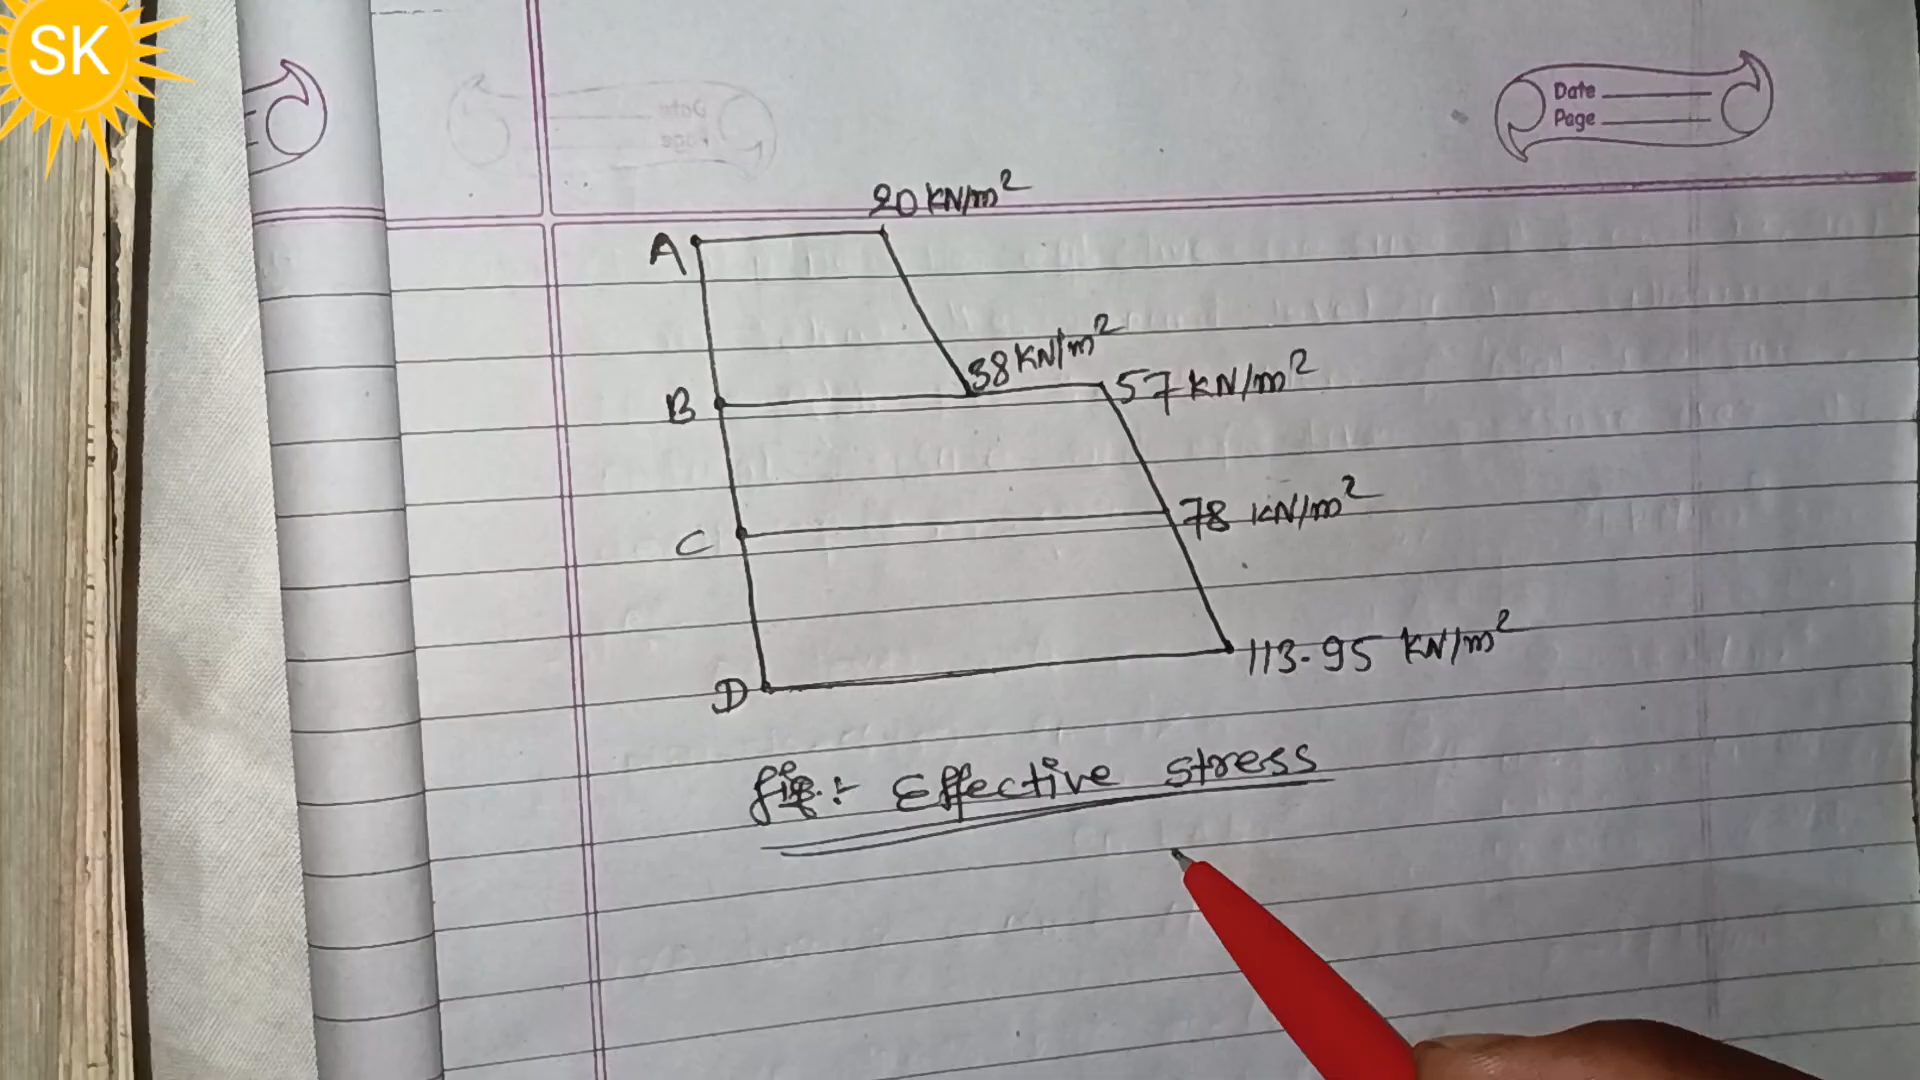 SK
Date
Page
20 KN/m²
A
38 KN/m²
B
57 KN/m²
C
78 KN/m²
D
113.95 KN/m²
fig.:- Effective stress